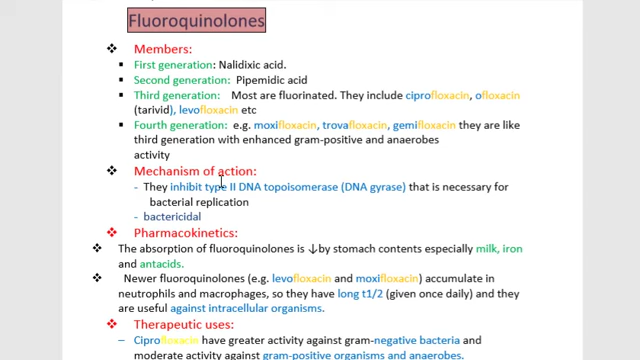 Fluoroquinolones
❖ Members:
▪ First generation: Nalidixic acid.
▪ Second generation: Pipemidic acid
▪ Third generation: Most are fluorinated. They include ciprofloxacin, ofloxacin
(tarivid), levofloxacin etc
▪ Fourth generation: e.g. moxifloxacin, trovafloxacin, gemifloxacin they are like
third generation with enhanced gram-positive and anaerobes
activity
❖ Mechanism of action:
- They inhibit type II DNA topoisomerase (DNA gyrase) that is necessary for
bacterial replication
- bactericidal
❖ Pharmacokinetics:
❖ The absorption of fluoroquinolones is ↓by stomach contents especially milk, iron
and antacids.
❖ Newer fluoroquinolones (e.g. levofloxacin and moxifloxacin) accumulate in
neutrophils and macrophages, so they have long t1/2 (given once daily) and they
are useful against intracellular organisms.
❖ Therapeutic uses:
– Ciprofloxacin have greater activity against gram-negative bacteria and
moderate activity against gram-positive organisms and anaerobes.